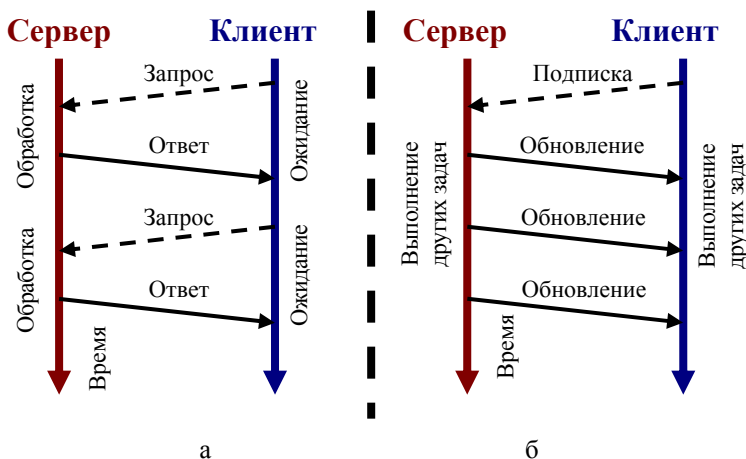 Сервер
Клиент
Запрос
Обработка
Ожидание
Ответ
Запрос
Обработка
Ожидание
Ответ
Время
а
Сервер
Клиент
Подписка
Обновление
Выполнение
других задач
Выполнение
других задач
Обновление
Обновление
Время
б